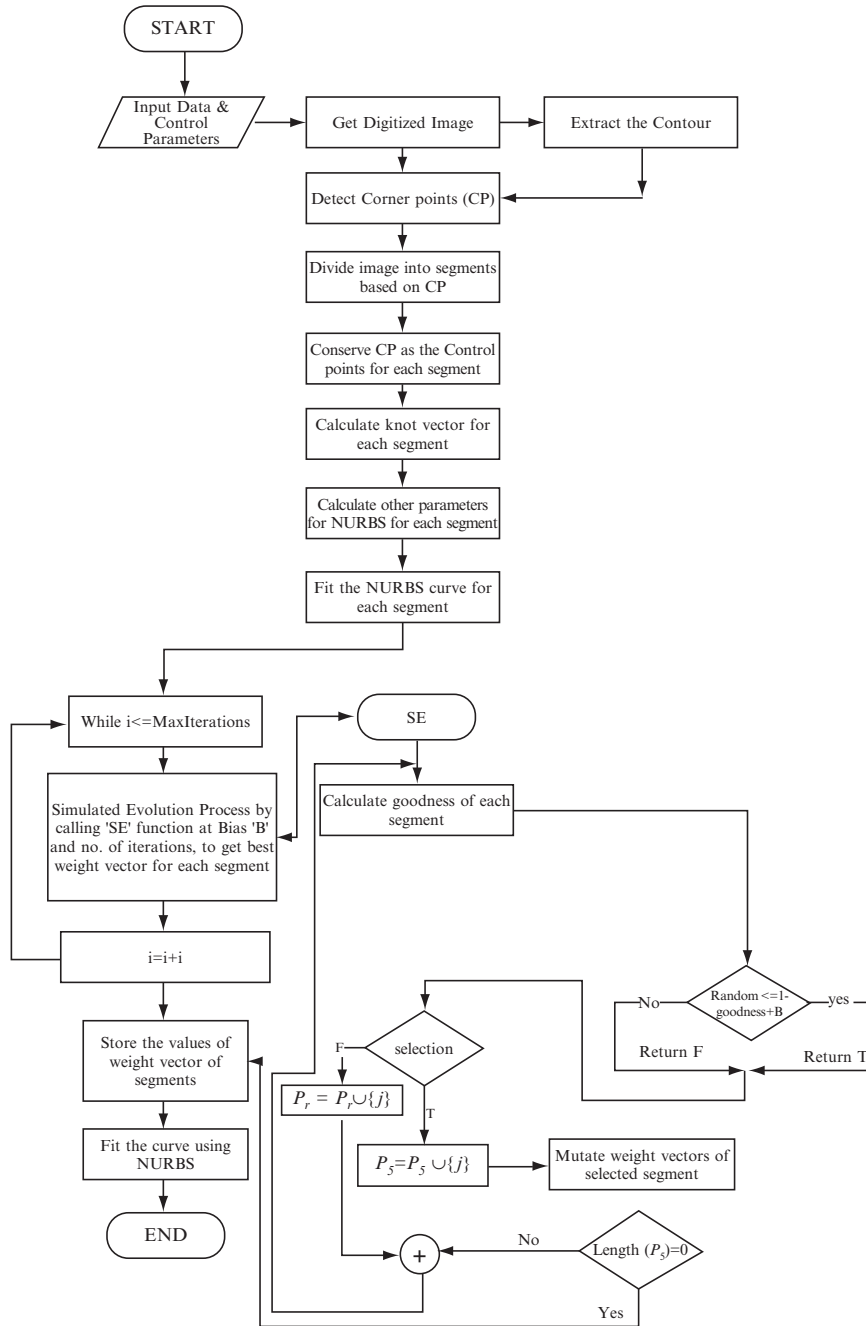 START
Input Data &
Control
Parameters
Get Digitized Image
Extract the Contour
Detect Corner points (CP)
Divide image into segments
based on CP
Conserve CP as the Control
points for each segment
Calculate knot vector for
each segment
Calculate other parameters
for NURBS for each segment
Fit the NURBS curve for
each segment
While i<=MaxIterations
SE
Simulated Evolution Process by
calling 'SE' function at Bias 'B'
and no. of iterations, to get best
weight vector for each segment
Calculate goodness of each
segment
i=i+i
Random <=1-
goodness+B
No
yes
Return F
Return T
Store the values of
weight vector of
segments
selection
F
T
P_r = P_r∪{j}
P_5=P_5 ∪{j}
Mutate weight vectors of
selected segment
Fit the curve using
NURBS
END
+
No
Length (P_5)=0
Yes